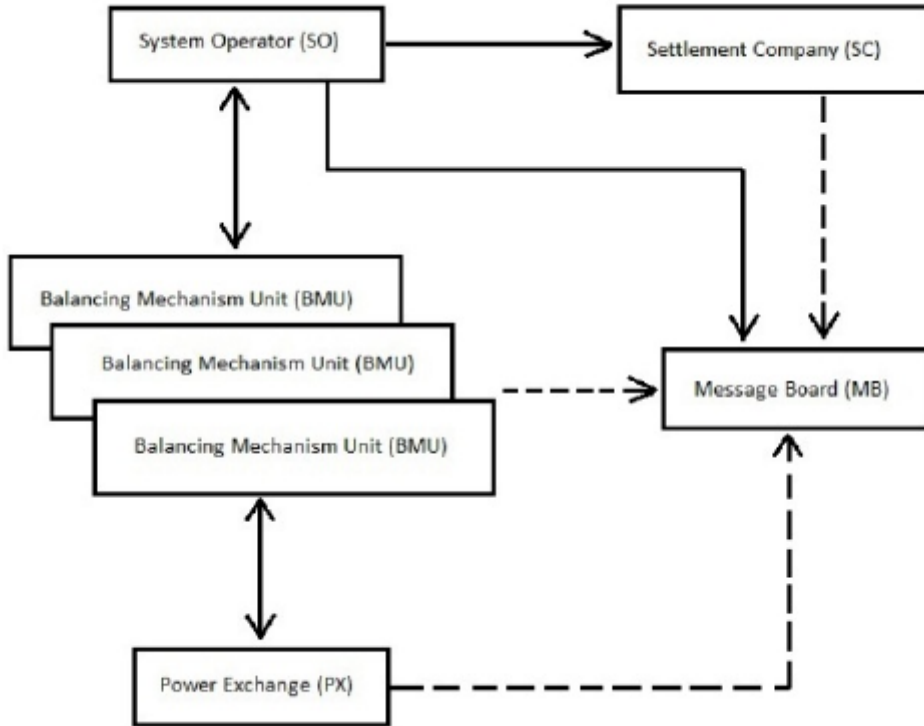 System Operator (SO)
Settlement Company (SC)
Balancing Mechanism Unit (BMU)
Balancing Mechanism Unit (BMU)
Message Board (MB)
Balancing Mechanism Unit (BMU)
Power Exchange (PX)